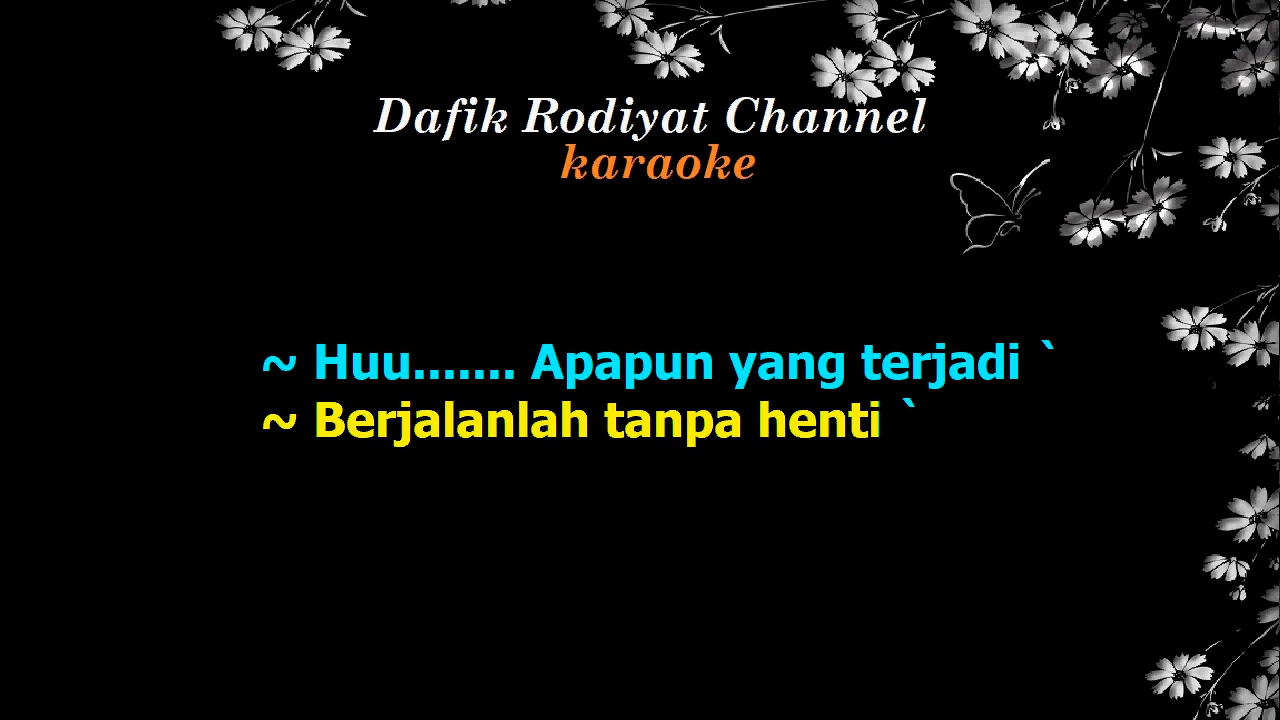 Dafik Rodiyat Channel
karaoke
~ Huu....... Apapun yang terjadi `
~ Berjalanlah tanpa henti `